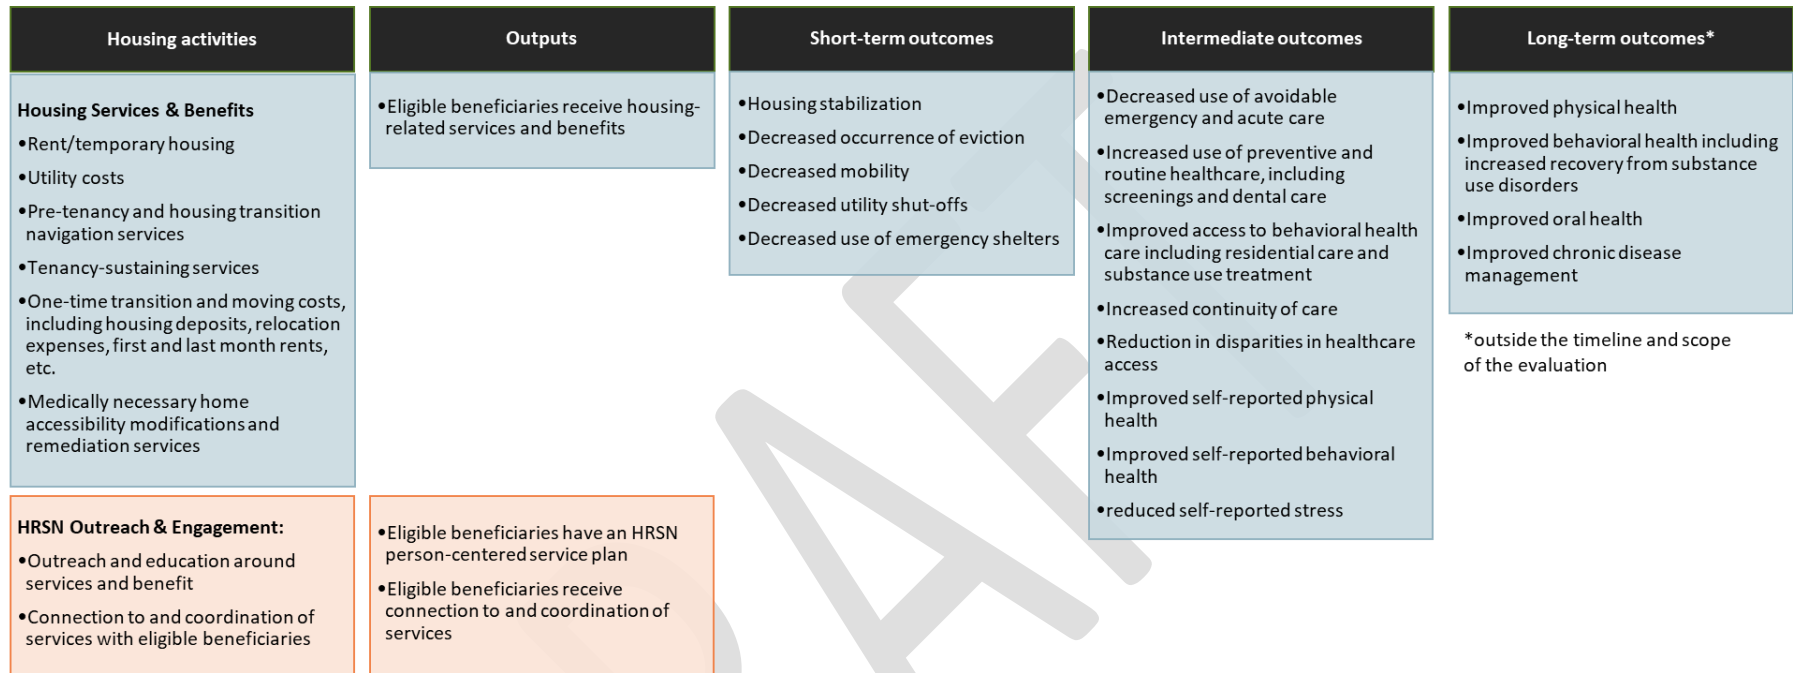 Housing activities
Housing Services & Benefits
•Rent/temporary housing
•Utility costs
•Pre-tenancy and housing transition
navigation services
•Tenancy-sustaining services
•One-time transition and moving costs,
including housing deposits, relocation
expenses, first and last month rents,
etc.
•Medically necessary home
accessibility modifications and
remediation services
HRSN Outreach & Engagement:
•Outreach and education around
services and benefit
•Connection to and coordination of
services with eligible beneficiaries
Outputs
•Eligible beneficiaries receive housing-
related services and benefits
•Eligible beneficiaries have an HRSN
person-centered service plan
•Eligible beneficiaries receive
connection to and coordination of
services
Short-term outcomes
•Housing stabilization
•Decreased occurrence of eviction
•Decreased mobility
•Decreased utility shut-offs
•Decreased use of emergency shelters
Intermediate outcomes
•Decreased use of avoidable
emergency and acute care
•Increased use of preventive and
routine healthcare, including
screenings and dental care
•Improved access to behavioral health
care including residential care and
substance use treatment
•Increased continuity of care
•Reduction in disparities in healthcare
access
•Improved self-reported physical
health
•Improved self-reported behavioral
health
•reduced self-reported stress
Long-term outcomes*
•Improved physical health
•Improved behavioral health including
increased recovery from substance
use disorders
•Improved oral health
•Improved chronic disease
management
*outside the timeline and scope
of the evaluation